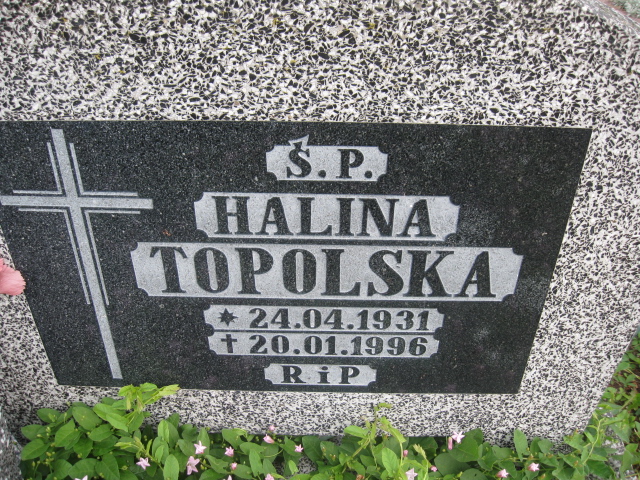 Ś.P.
HALINA
TOPOLSKA
* 24.04.1931
† 20.01.1996
RiP